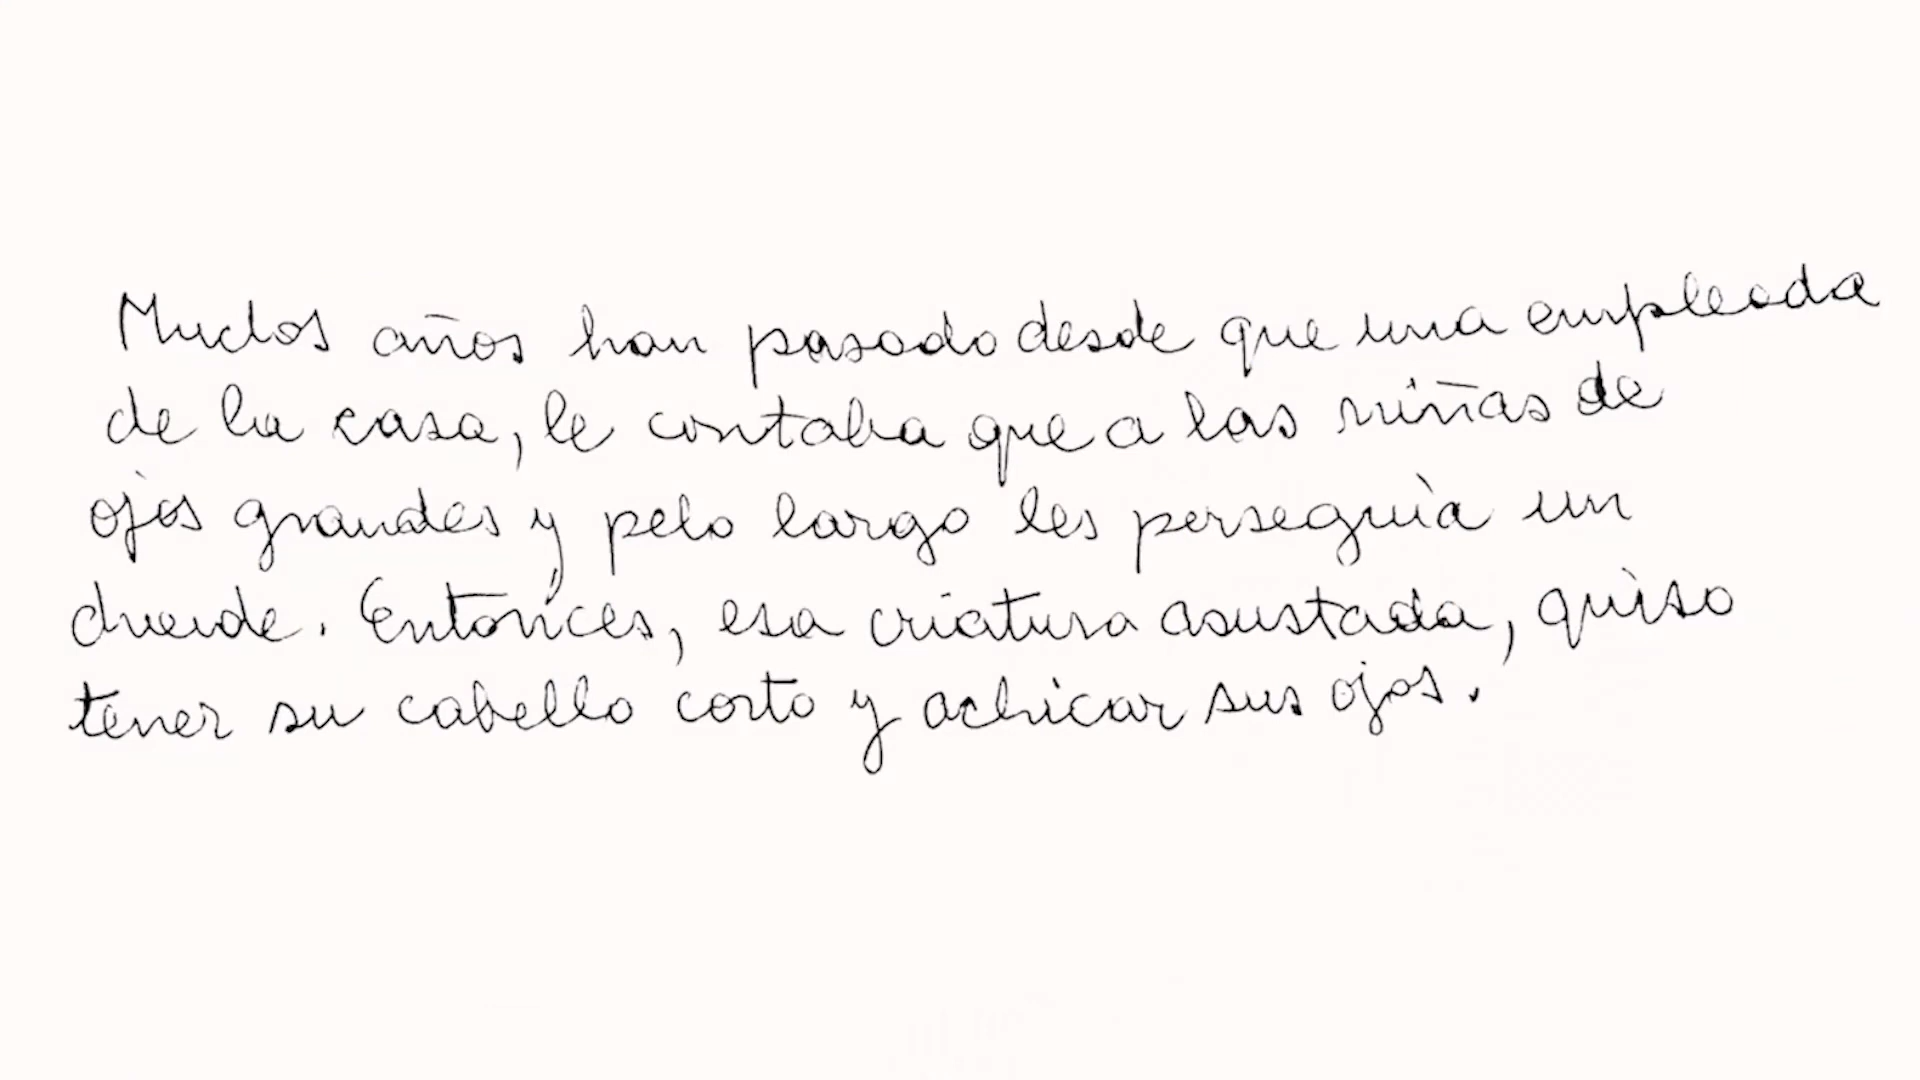 Muchos años han pasado desde que una empleada
de la casa, le contaba que a las niñas de
ojos grandes y pelo largo les perseguía un
duende. Entonces, esa criatura asustada, quiso
tener su cabello corto y achicar sus ojos.